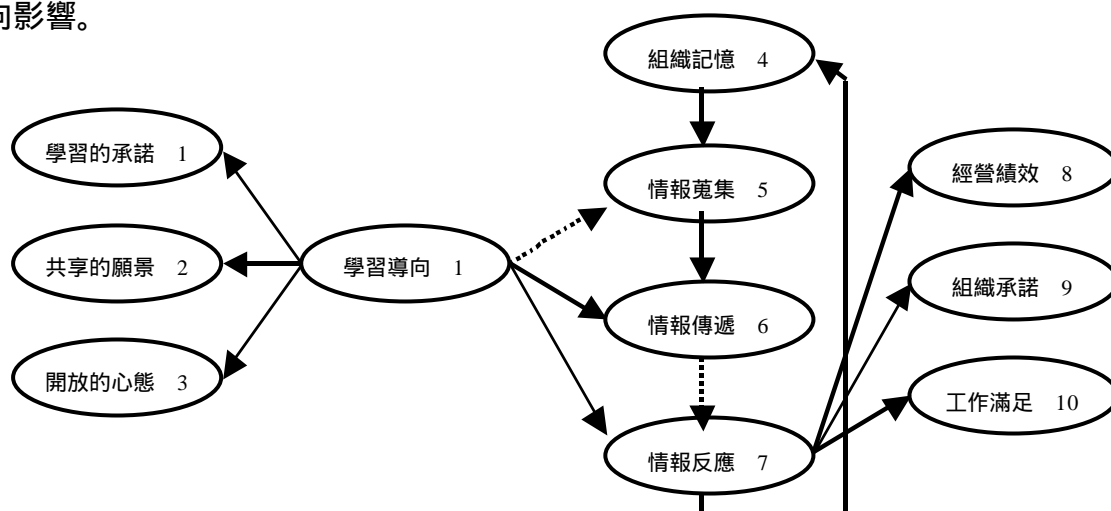 向影響。
組織記憶 4
學習的承諾 1
情報蒐集 5
經營績效 8
共享的願景 2
學習導向 1
組織承諾 9
情報傳遞 6
開放的心態 3
工作滿足 10
情報反應 7